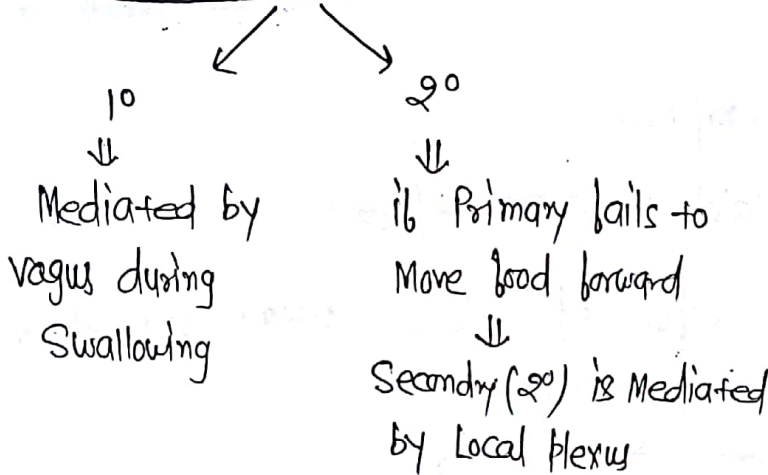 1°
2°
⇓
⇓
Mediated by
vagus during
Swallowing
if Primary fails to
Move food forward
⇓
Secondry (2°) is Mediated
by Local plexus